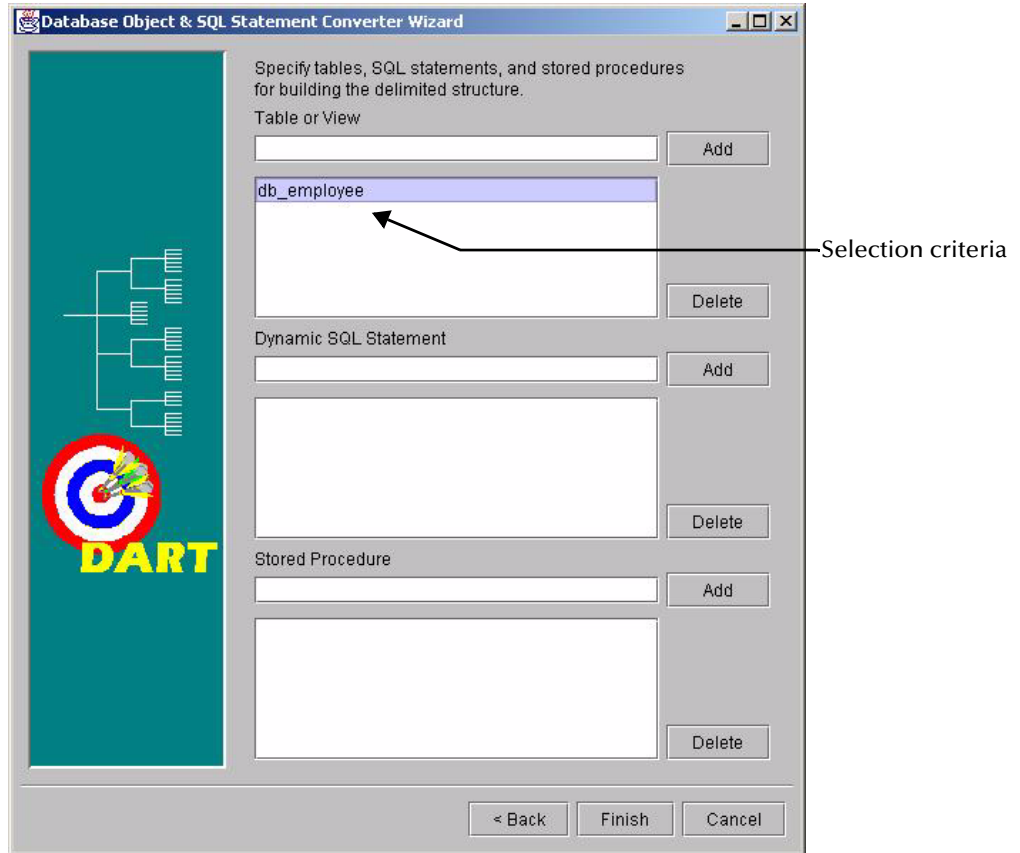 Database Object & SQL Statement Converter Wizard
Specify tables, SQL statements, and stored procedures
for building the delimited structure.
Table or View
Add
db_employee
Selection criteria
Delete
Dynamic SQL Statement
Add
Delete
DART
Stored Procedure
Add
Delete
< Back
Finish
Cancel